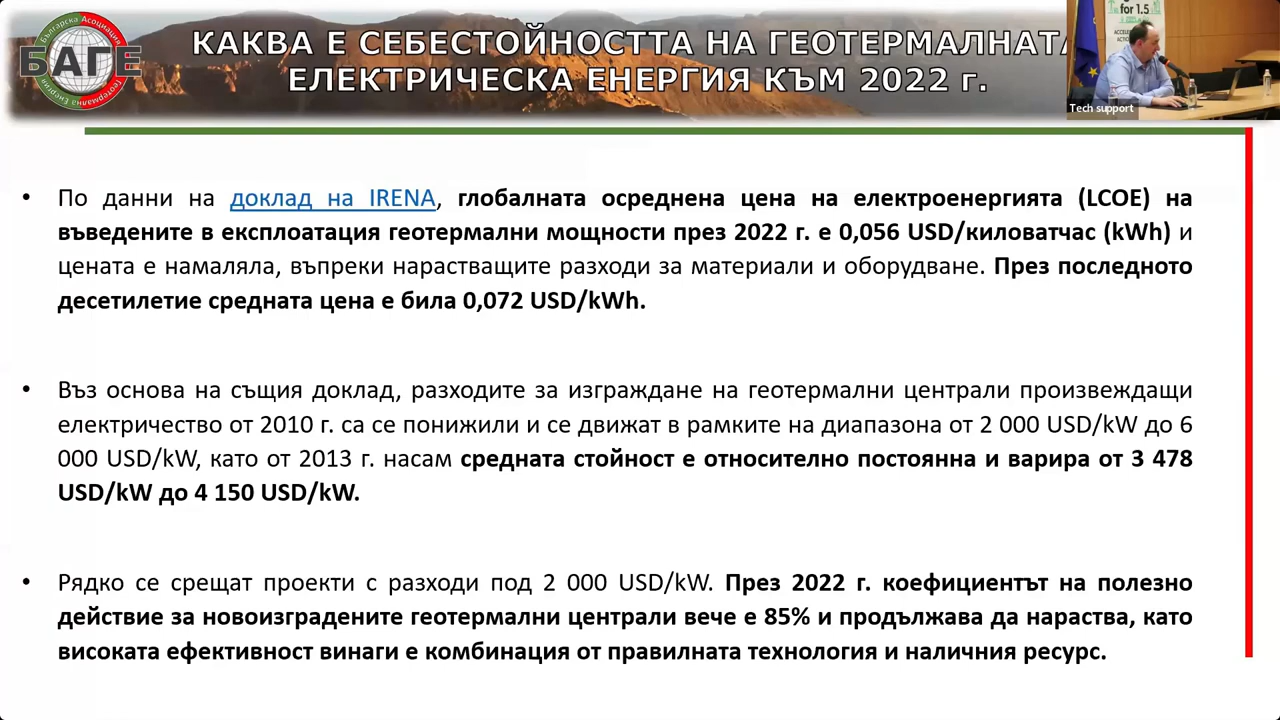 КАКВА Е СЕБЕСТОЙНОСТТА НА ГЕОТЕРМАЛНАТА
ЕЛЕКТРИЧЕСКА ЕНЕРГИЯ КЪМ 2022 г.
Българска Асоциация
БАГЕ
Геотермална Енергия
for 1.5
Tech support
• По данни на доклад на IRENA, глобалната осреднена цена на електроенергията (LCOE) на
въведените в експлоатация геотермални мощности през 2022 г. е 0,056 USD/киловатчас (kWh) и
цената е намаляла, въпреки нарастващите разходи за материали и оборудване. През последното
десетилетие средната цена е била 0,072 USD/kWh.
• Въз основа на същия доклад, разходите за изграждане на геотермални централи произвеждащи
електричество от 2010 г. са се понижили и се движат в рамките на диапазона от 2 000 USD/kW до 6
000 USD/kW, като от 2013 г. насам средната стойност е относително постоянна и варира от 3 478
USD/kW до 4 150 USD/kW.
• Рядко се срещат проекти с разходи под 2 000 USD/kW. През 2022 г. коефициентът на полезно
действие за новоизградените геотермални централи вече е 85% и продължава да нараства, като
високата ефективност винаги е комбинация от правилната технология и наличния ресурс.